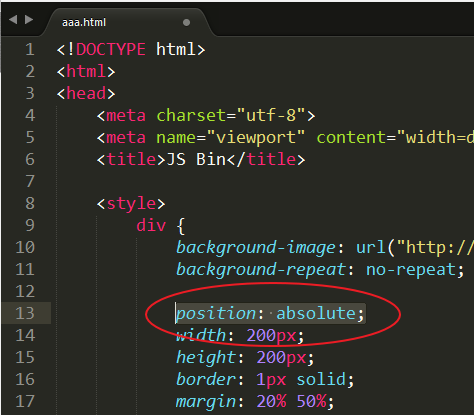 aaa.html
1 <!DOCTYPE html>
2 <html>
3 <head>
4 <meta charset="utf-8">
5 <meta name="viewport" content="width=d
6 <title>JS Bin</title>
7
8 <style>
9 div {
10 background-image: url("http://
11 background-repeat: no-repeat;
12
13 position: absolute;
14 width: 200px;
15 height: 200px;
16 border: 1px solid;
17 margin: 20% 50%;